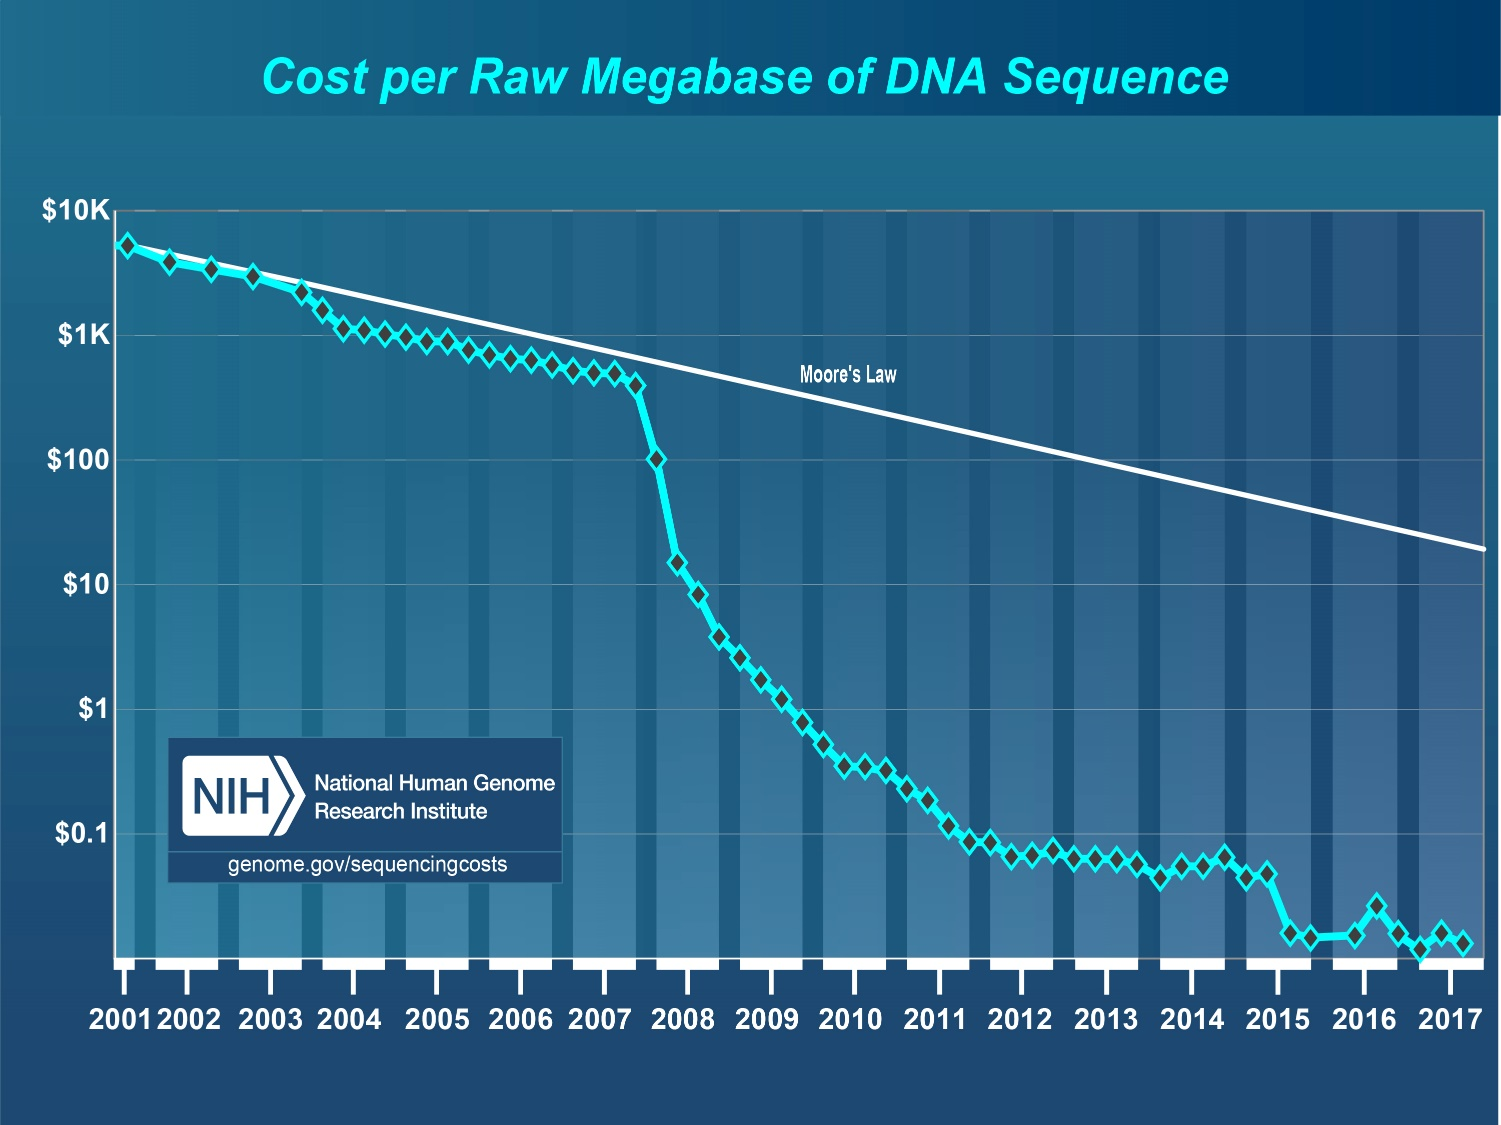 Cost per Raw Megabase of DNA Sequence
$10K
$1K
$100
$10
$1
$0.1
Moore's Law
NIH
National Human Genome
Research Institute
genome.gov/sequencingcosts
2001 2002 2003 2004 2005 2006 2007 2008 2009 2010 2011 2012 2013 2014 2015 2016 2017